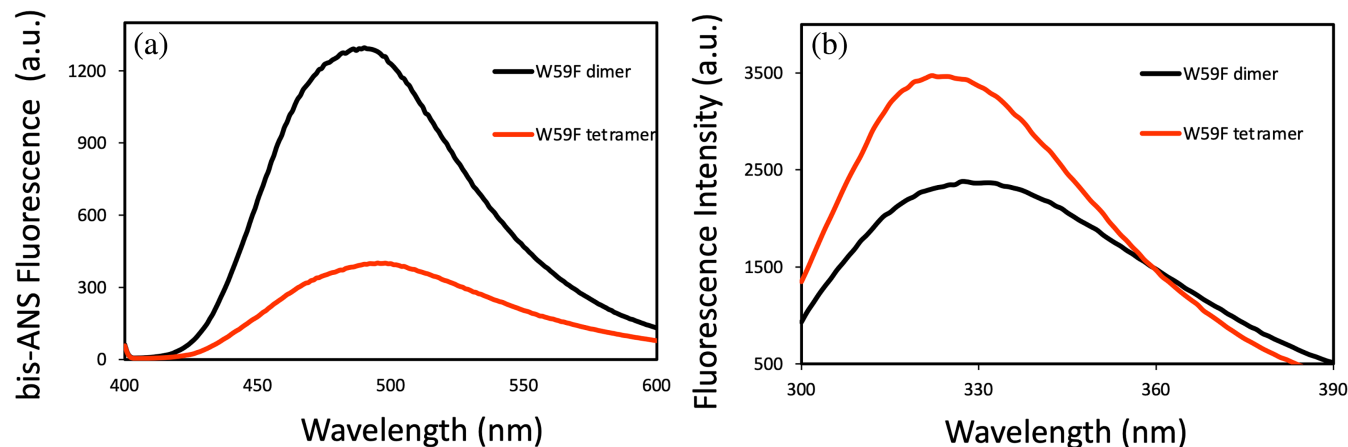 (a)
bis-ANS Fluorescence (a.u.)
1200
900
600
300
0
400
450
500
550
600
Wavelength (nm)
W59F dimer
W59F tetramer
(b)
Fluorescence Intensity (a.u.)
3500
2500
1500
500
300
330
360
390
Wavelength (nm)
W59F dimer
W59F tetramer